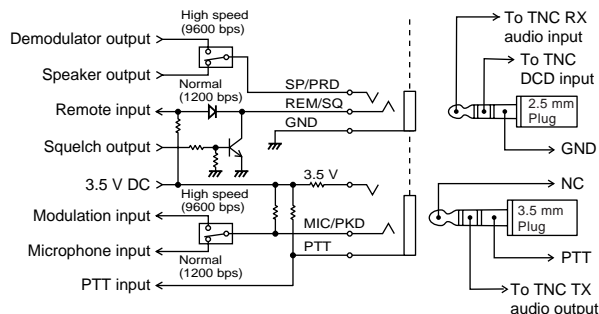 High speed
(9600 bps)
Demodulator output
Speaker output
Normal
(1200 bps)
SP/PRD
Remote input
REM/SQ
GND
Squelch output
3.5 V DC
3.5 V
High speed
(9600 bps)
Modulation input
MIC/PKD
Microphone input
PTT
Normal
(1200 bps)
PTT input
To TNC RX
audio input
To TNC
DCD input
2.5 mm
Plug
GND
NC
3.5 mm
Plug
PTT
To TNC TX
audio output